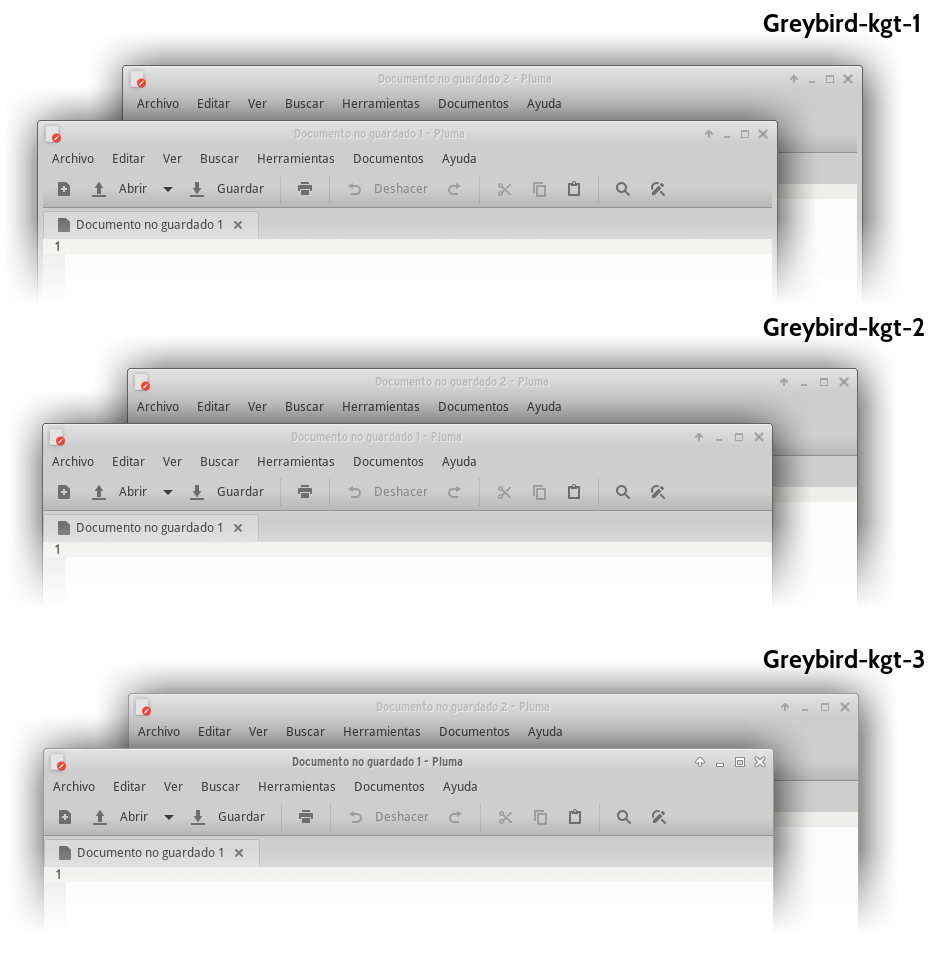 Greybird-kgt-1
Documento no guardado 2 - Pluma
Archivo Editar Ver Buscar Herramientas Documentos Ayuda
Documento no guardado 1 - Pluma
Archivo Editar Ver Buscar Herramientas Documentos Ayuda
Abrir Guardar Deshacer
Documento no guardado 1
1
Greybird-kgt-2
Documento no guardado 2 - Pluma
Archivo Editar Ver Buscar Herramientas Documentos Ayuda
Documento no guardado 1 - Pluma
Archivo Editar Ver Buscar Herramientas Documentos Ayuda
Abrir Guardar Deshacer
Documento no guardado 1
1
Greybird-kgt-3
Documento no guardado 2 - Pluma
Archivo Editar Ver Buscar Herramientas Documentos Ayuda
Documento no guardado 1 - Pluma
Archivo Editar Ver Buscar Herramientas Documentos Ayuda
Abrir Guardar Deshacer
Documento no guardado 1
1